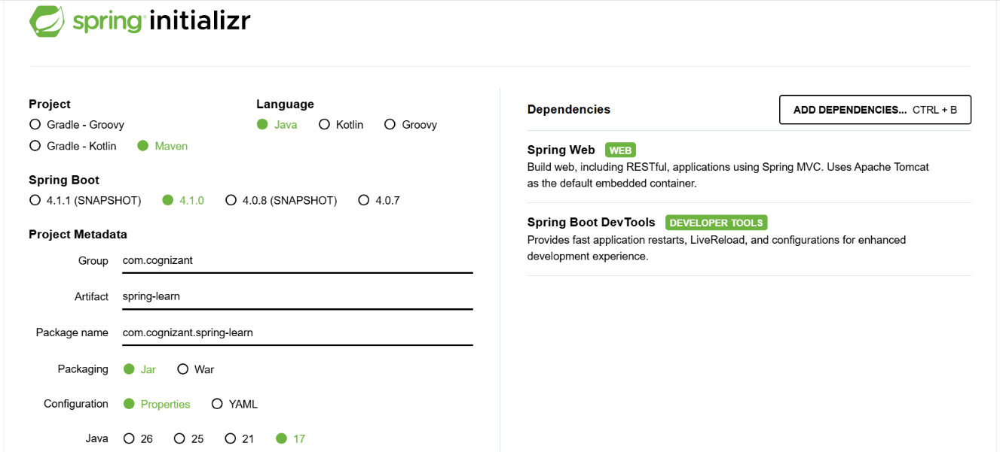 spring initializr
Project
Gradle - Groovy
Gradle - Kotlin Maven
Language
Java Kotlin Groovy
Spring Boot
4.1.1 (SNAPSHOT) 4.1.0 4.0.8 (SNAPSHOT) 4.0.7
Project Metadata
Group com.cognizant
Artifact spring-learn
Package name com.cognizant.spring-learn
Packaging Jar War
Configuration Properties YAML
Java 26 25 21 17
Dependencies ADD DEPENDENCIES... CTRL + B
Spring Web WEB
Build web, including RESTful, applications using Spring MVC. Uses Apache Tomcat
as the default embedded container.
Spring Boot DevTools DEVELOPER TOOLS
Provides fast application restarts, LiveReload, and configurations for enhanced
development experience.